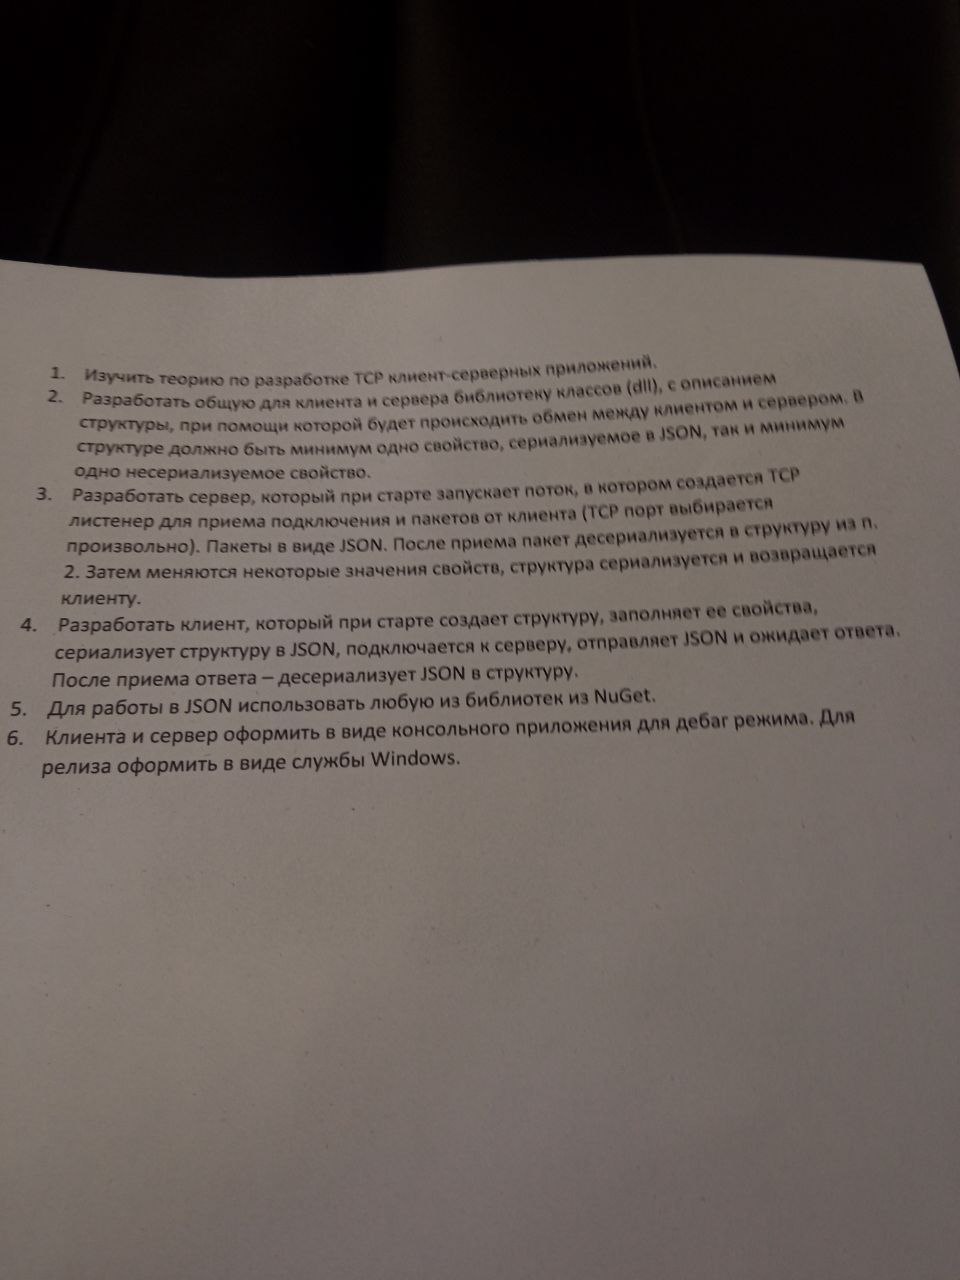 1. Изучить теорию по разработке TCP клиент-серверных приложений.
2. Разработать общую для клиента и сервера библиотеку классов (dll), с описанием
структуры, при помощи которой будет происходить обмен между клиентом и сервером. В
структуре должно быть минимум одно свойство, сериализуемое в JSON, так и минимум
одно несериализуемое свойство.
3. Разработать сервер, который при старте запускает поток, в котором создается TCP
листенер для приема подключения и пакетов от клиента (TCP порт выбирается
произвольно). Пакеты в виде JSON. После приема пакет десериализуется в структуру из п.
2. Затем меняются некоторые значения свойств, структура сериализуется и возвращается
клиенту.
4. Разработать клиент, который при старте создает структуру, заполняет ее свойства,
сериализует структуру в JSON, подключается к серверу, отправляет JSON и ожидает ответа.
После приема ответа – десериализует JSON в структуру.
5. Для работы в JSON использовать любую из библиотек из NuGet.
6. Клиента и сервер оформить в виде консольного приложения для дебаг режима. Для
релиза оформить в виде службы Windows.